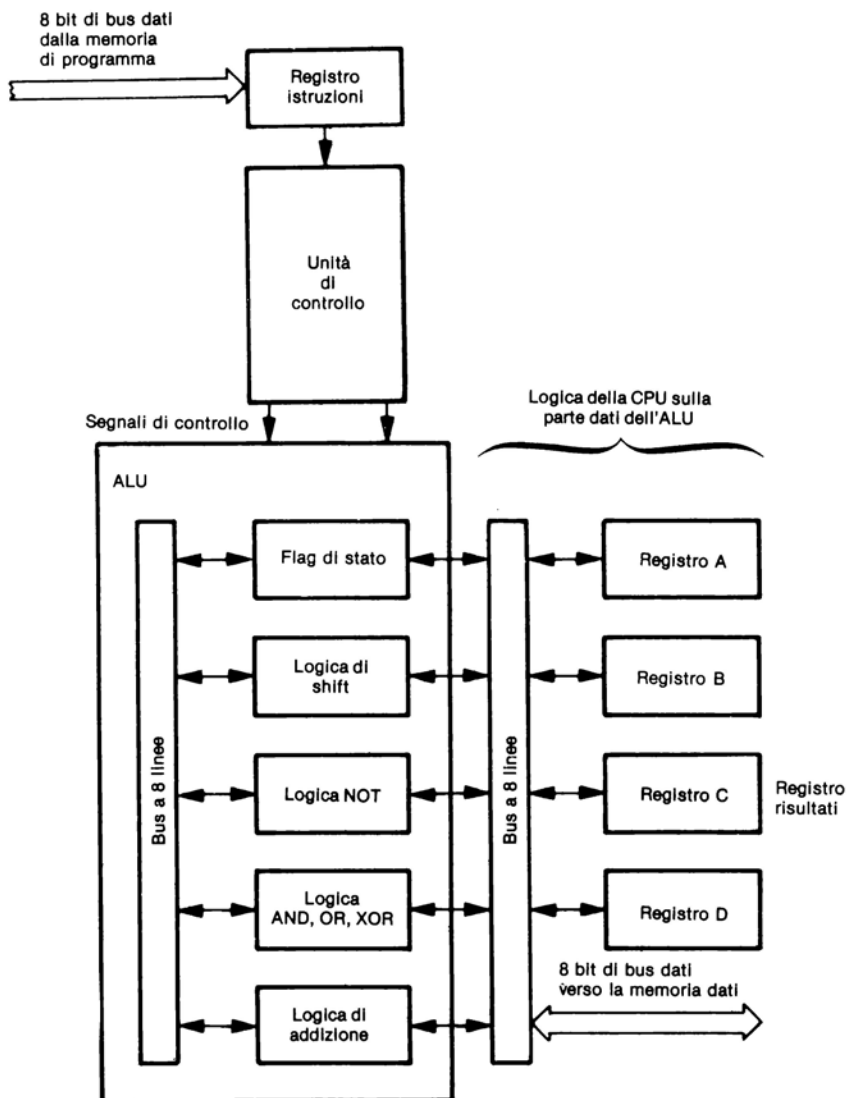 8 bit di bus dati
dalla memoria
di programma
Registro
istruzioni
Unità
di
controllo
Segnali di controllo
Logica della CPU sulla
parte dati dell'ALU
ALU
Bus a 8 linee
Flag di stato
Logica di
shift
Logica NOT
Logica
AND, OR, XOR
Logica di
addizione
Bus a 8 linee
Registro A
Registro B
Registro C
Registro
risultati
Registro D
8 bit di bus dati
verso la memoria dati